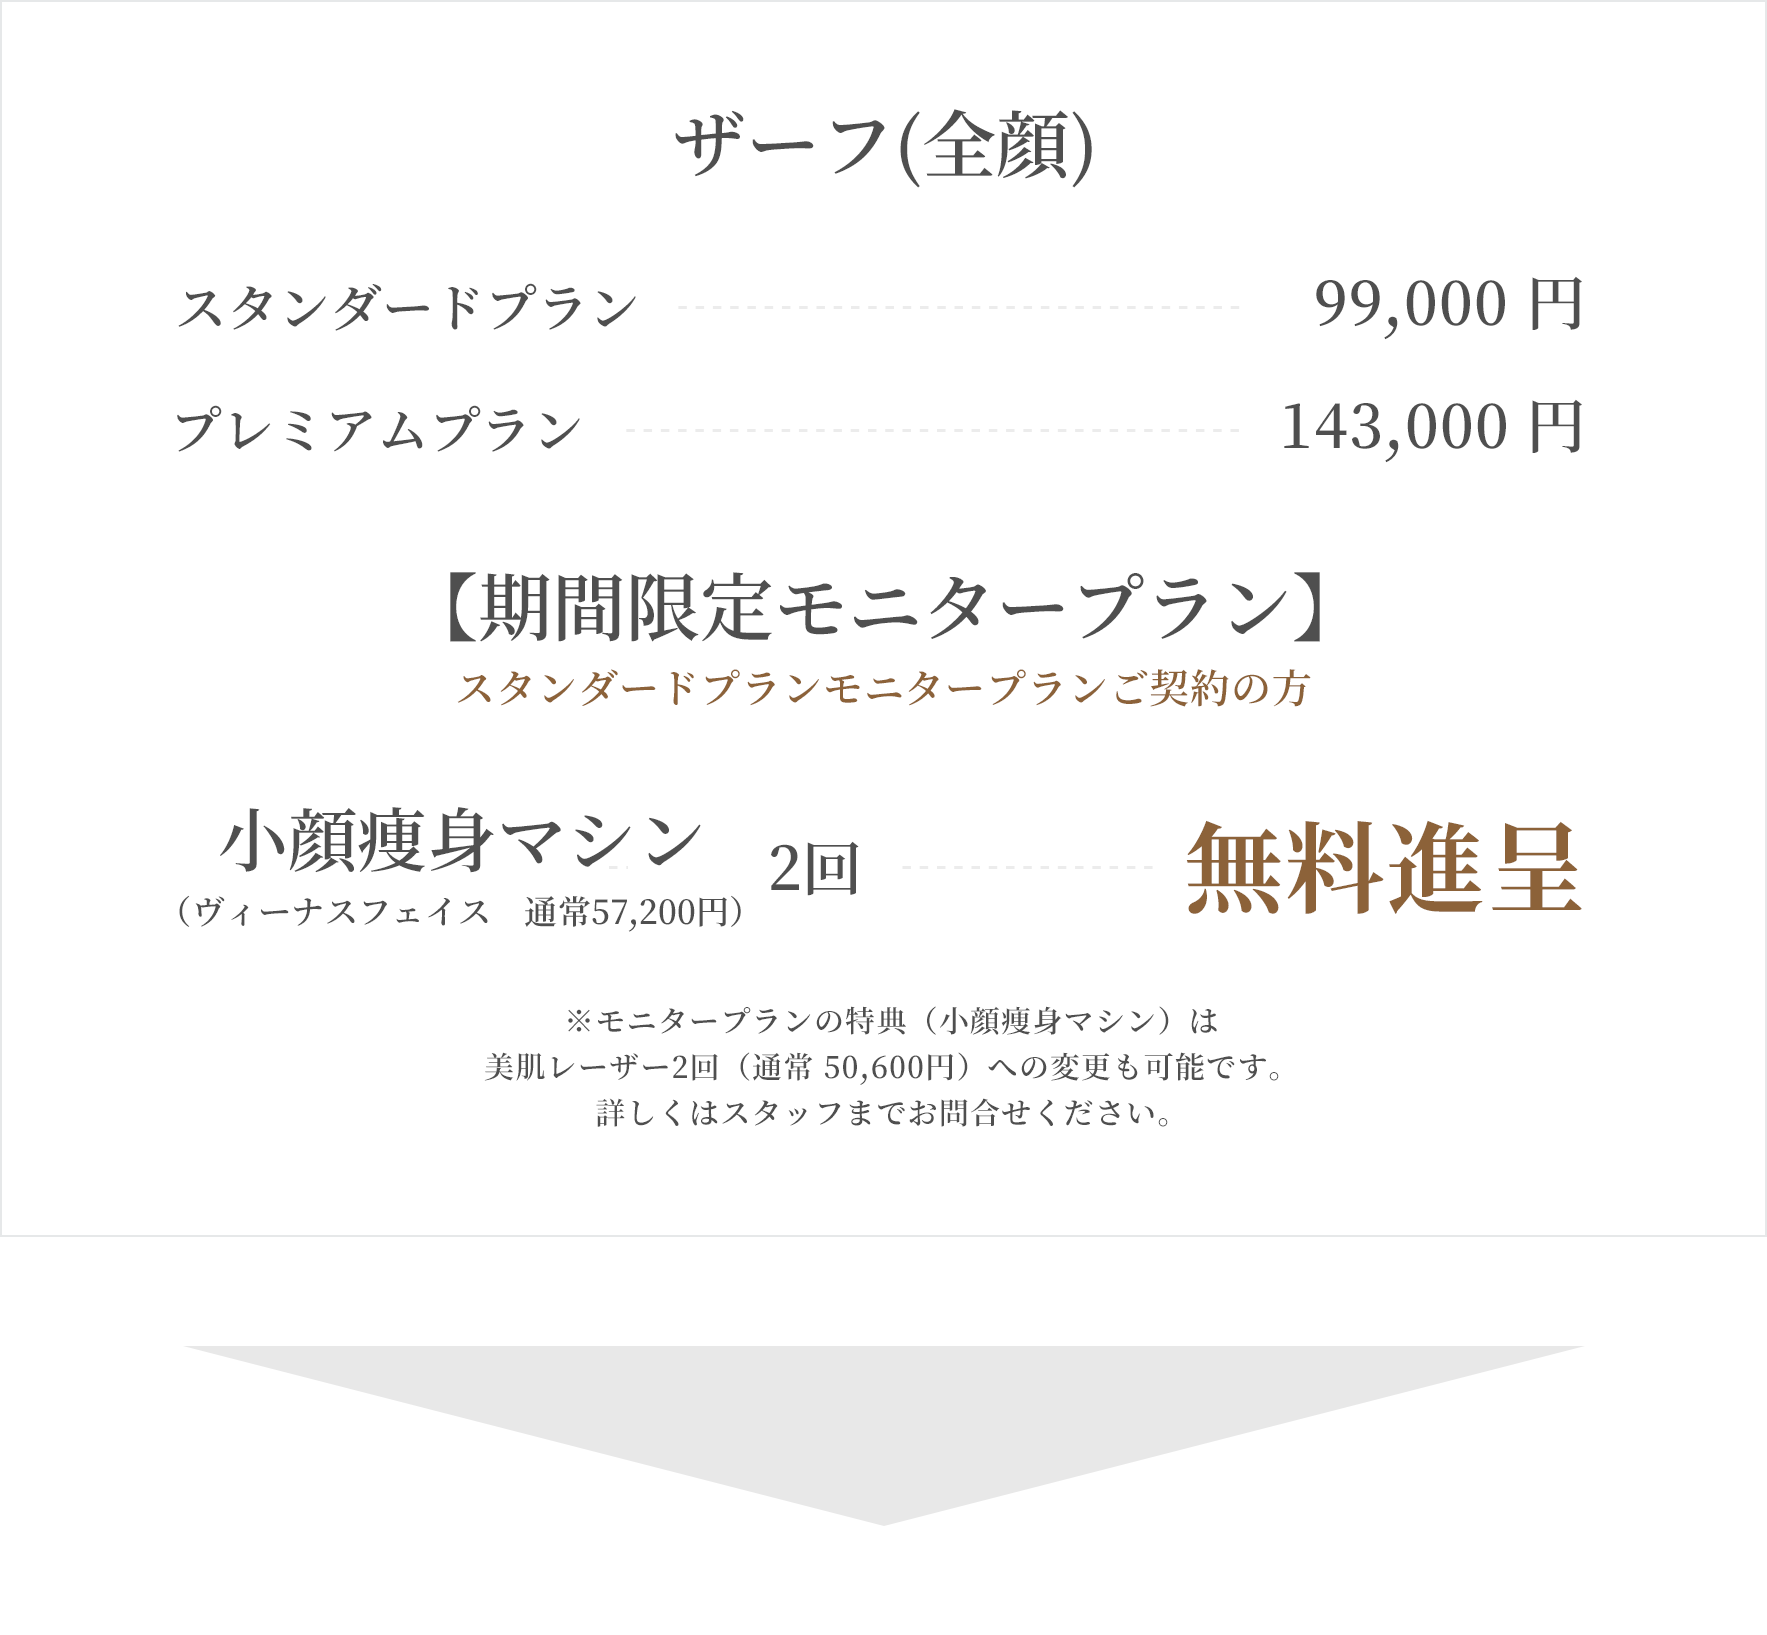 ザーフ(全顔)
スタンダードプラン 99,000 円
プレミアムプラン 143,000 円
【期間限定モニタープラン】
スタンダードプランモニタープランご契約の方
小顔痩身マシン 2回 無料進呈
（ヴィーナスフェイス　通常57,200円）
※モニタープランの特典（小顔痩身マシン）は
美肌レーザー2回（通常 50,600円）への変更も可能です。
詳しくはスタッフまでお問合せください。